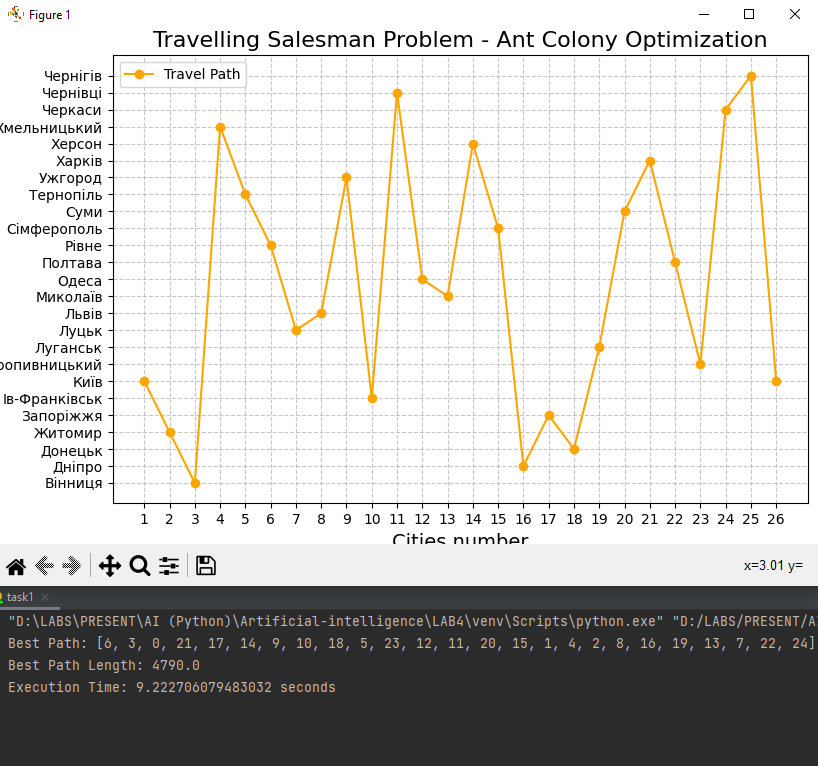 Figure 1
Travelling Salesman Problem - Ant Colony Optimization
Travel Path
Чернігів
Чернівці
Черкаси
Хмельницький
Херсон
Харків
Ужгород
Тернопіль
Суми
Сімферополь
Рівне
Полтава
Одеса
Миколаїв
Львів
Луцьк
Луганськ
ропивницький
Київ
Ів-Франківськ
Запоріжжя
Житомир
Донецьк
Дніпро
Вінниця
1 2 3 4 5 6 7 8 9 10 11 12 13 14 15 16 17 18 19 20 21 22 23 24 25 26
Cities number
x=3.01 y=
task1
"D:\LABS\PRESENT\AI (Python)\Artificial-intelligence\LAB4\venv\Scripts\python.exe" "D:/LABS/PRESENT/AI
Best Path: [6, 3, 0, 21, 17, 14, 9, 10, 18, 5, 23, 12, 11, 20, 15, 1, 4, 2, 8, 16, 19, 13, 7, 22, 24]
Best Path Length: 4790.0
Execution Time: 9.222706079483032 seconds